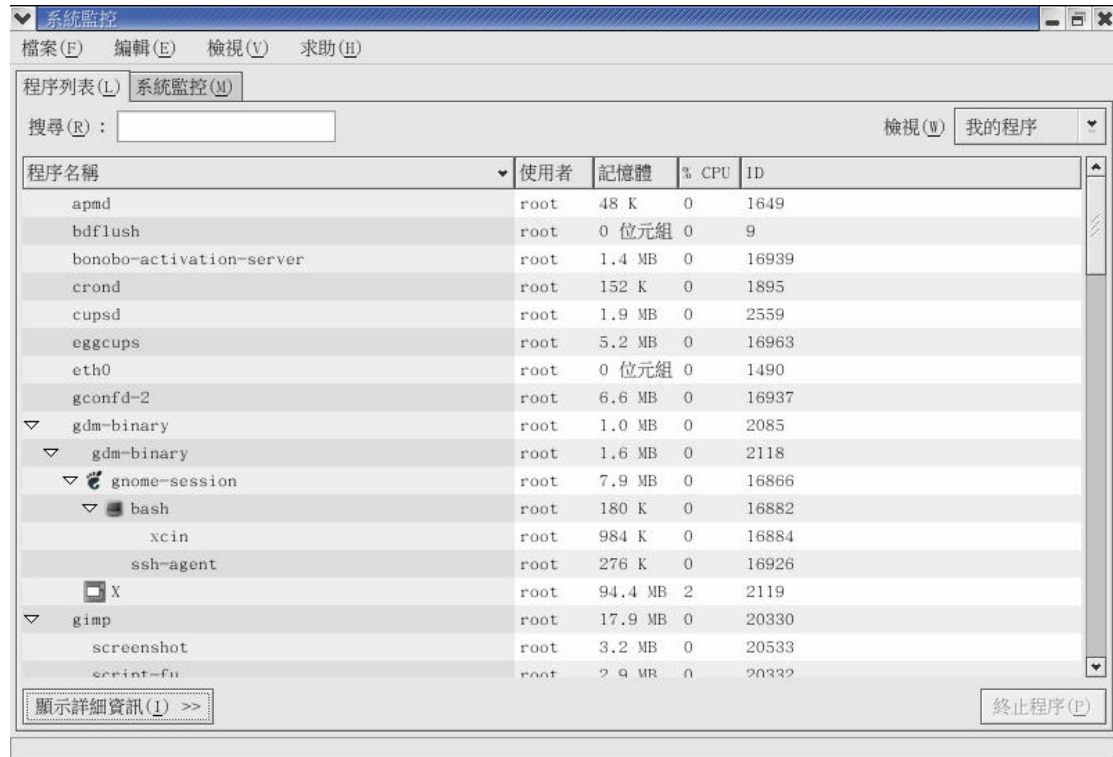 系統監控
檔案(F) 編輯(E) 檢視(V) 求助(H)
程序列表(L) 系統監控(M)
搜尋(R) : 檢視(W) 我的程序
程序名稱 使用者 記憶體 % CPU ID
apmd root 48 K 0 1649
bdflush root 0 位元組 0 9
bonobo-activation-server root 1.4 MB 0 16939
crond root 152 K 0 1895
cupsd root 1.9 MB 0 2559
eggcups root 5.2 MB 0 16963
eth0 root 0 位元組 0 1490
gconfd-2 root 6.6 MB 0 16937
gdm-binary root 1.0 MB 0 2085
gdm-binary root 1.6 MB 0 2118
gnome-session root 7.9 MB 0 16866
bash root 180 K 0 16882
xcin root 984 K 0 16884
ssh-agent root 276 K 0 16926
X root 94.4 MB 2 2119
gimp root 17.9 MB 0 20330
screenshot root 3.2 MB 0 20533
script-fu root 2.9 MB 0 20332
顯示詳細資訊(I) >> 終止程序(P)